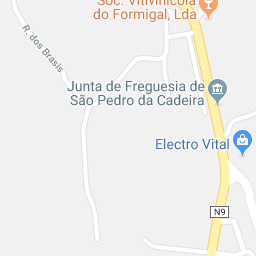 Soc. Vitivinícola
do Formigal, Lda
R. dos Brasis
Junta de Freguesia de
São Pedro da Cadeira
Electro Vital
N9